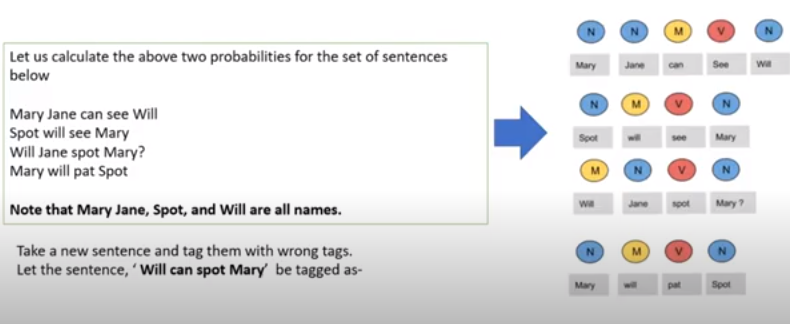 Let us calculate the above two probabilities for the set of sentences
below
Mary Jane can see Will
Spot will see Mary
Will Jane spot Mary?
Mary will pat Spot
Note that Mary Jane, Spot, and Will are all names.
Take a new sentence and tag them with wrong tags.
Let the sentence, ‘ Will can spot Mary’ be tagged as-
N N M V N
Mary Jane can See Will
N M V N
Spot will see Mary
M N V N
Will Jane spot Mary ?
N M V N
Mary will pat Spot